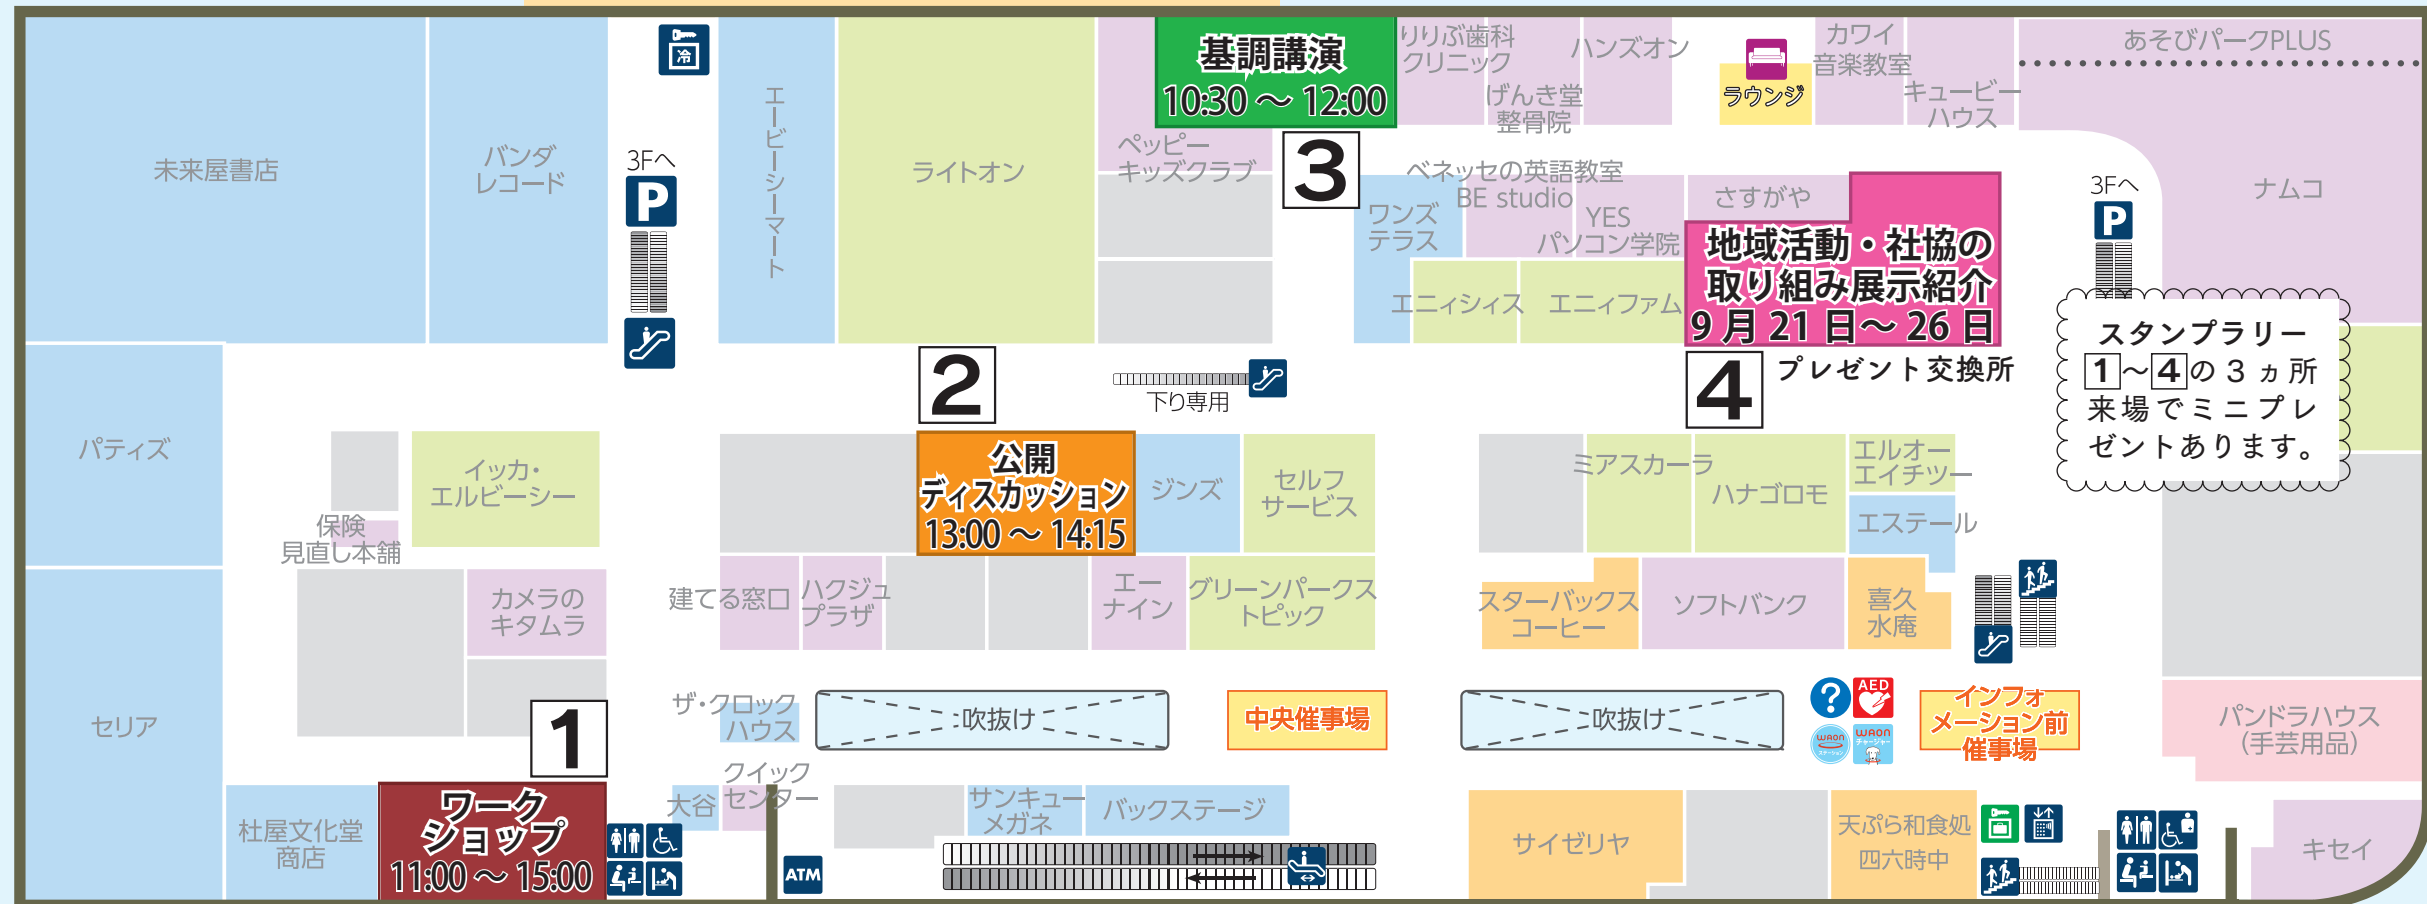 未来屋書店
バンダ
レコード
冷
3Fへ
P
エービーシーマート
ライトオン
ペッピー
キッズクラブ
基調講演
10:30 ～ 12:00
3
りりぶ歯科
クリニック
げんき堂
整骨院
ハンズオン
ラウンジ
カワイ
音楽教室
キュービー
ハウス
あそびパークPLUS
ナムコ
3Fへ
P
ベネッセの英語教室
BE studio
ワンズ
テラス
YES
パソコン学院
さすがや
エニィシィス
エニィファム
地域活動・社協の
取り組み展示紹介
9 月 21 日～ 26 日
4
プレゼント交換所
スタンプラリー
1～4の 3 ヵ所
来場でミニプレ
ゼントあります。
2
下り専用
公開
ディスカッション
13:00 ～ 14:15
ジンズ
セルフ
サービス
パティズ
イッカ・
エルビーシー
保険
見直し本舗
カメラの
キタムラ
建てる窓口
ハクジュ
プラザ
エー
ナイン
グリーンパークス
トピック
ミアスカーラ
ハナゴロモ
エルオー
エイチツー
エステール
スターバックス
コーヒー
ソフトバンク
喜久
水庵
セリア
1
ザ・クロック
ハウス
吹抜け
中央催事場
吹抜け
?
AED
WAON
ステーション
WAON
チャージャー
インフォ
メーション前
催事場
パンドラハウス
（手芸用品）
杜屋文化堂
商店
ワーク
ショップ
11:00 ～ 15:00
大谷
クイック
センター
ATM
サンキュー
メガネ
バックステージ
サイゼリヤ
天ぷら和食処
四六時中
キセイ